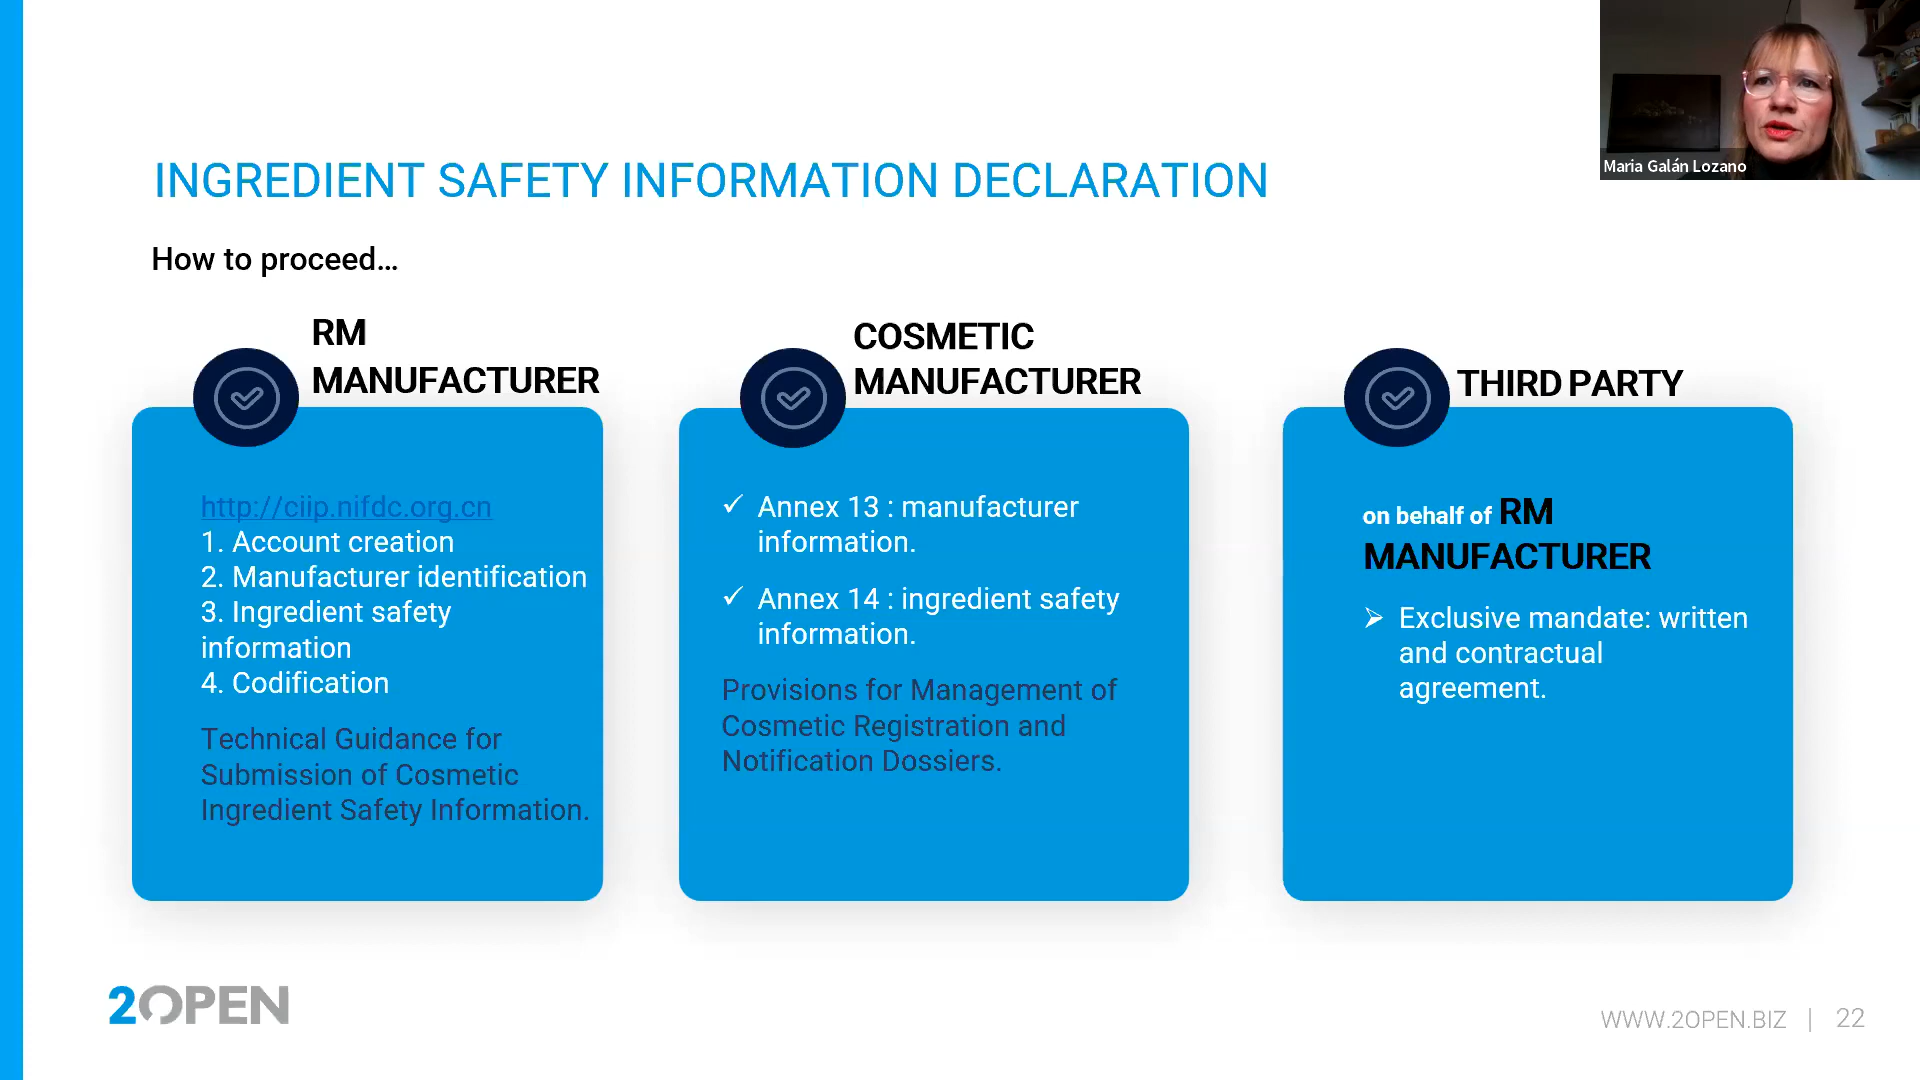 Maria Galán Lozano
INGREDIENT SAFETY INFORMATION DECLARATION
How to proceed...
RM
MANUFACTURER
http://ciip.nifdc.org.cn
1. Account creation
2. Manufacturer identification
3. Ingredient safety
information
4. Codification
Technical Guidance for
Submission of Cosmetic
Ingredient Safety Information.
COSMETIC
MANUFACTURER
✓ Annex 13 : manufacturer
information.
✓ Annex 14 : ingredient safety
information.
Provisions for Management of
Cosmetic Registration and
Notification Dossiers.
THIRD PARTY
on behalf of RM
MANUFACTURER
➢ Exclusive mandate: written
and contractual
agreement.
2OPEN
WWW.2OPEN.BIZ | 22